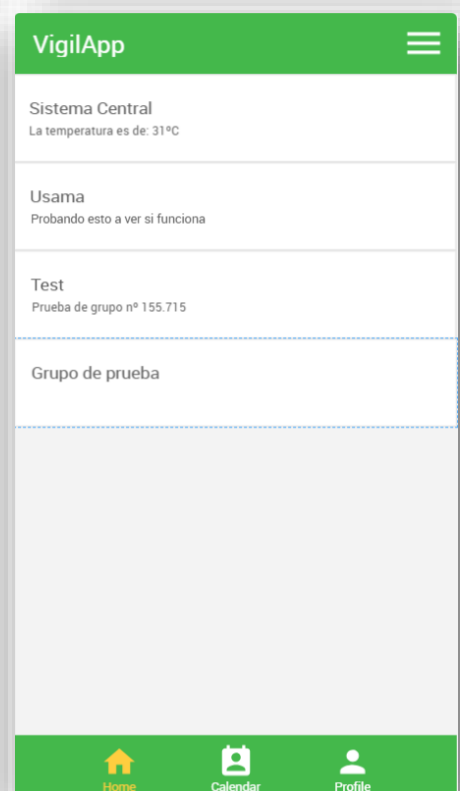 VigilApp
Sistema Central
La temperatura es de: 31ºC
Usama
Probando esto a ver si funciona
Test
Prueba de grupo nº 155.715
Grupo de prueba
Home Calendar Profile